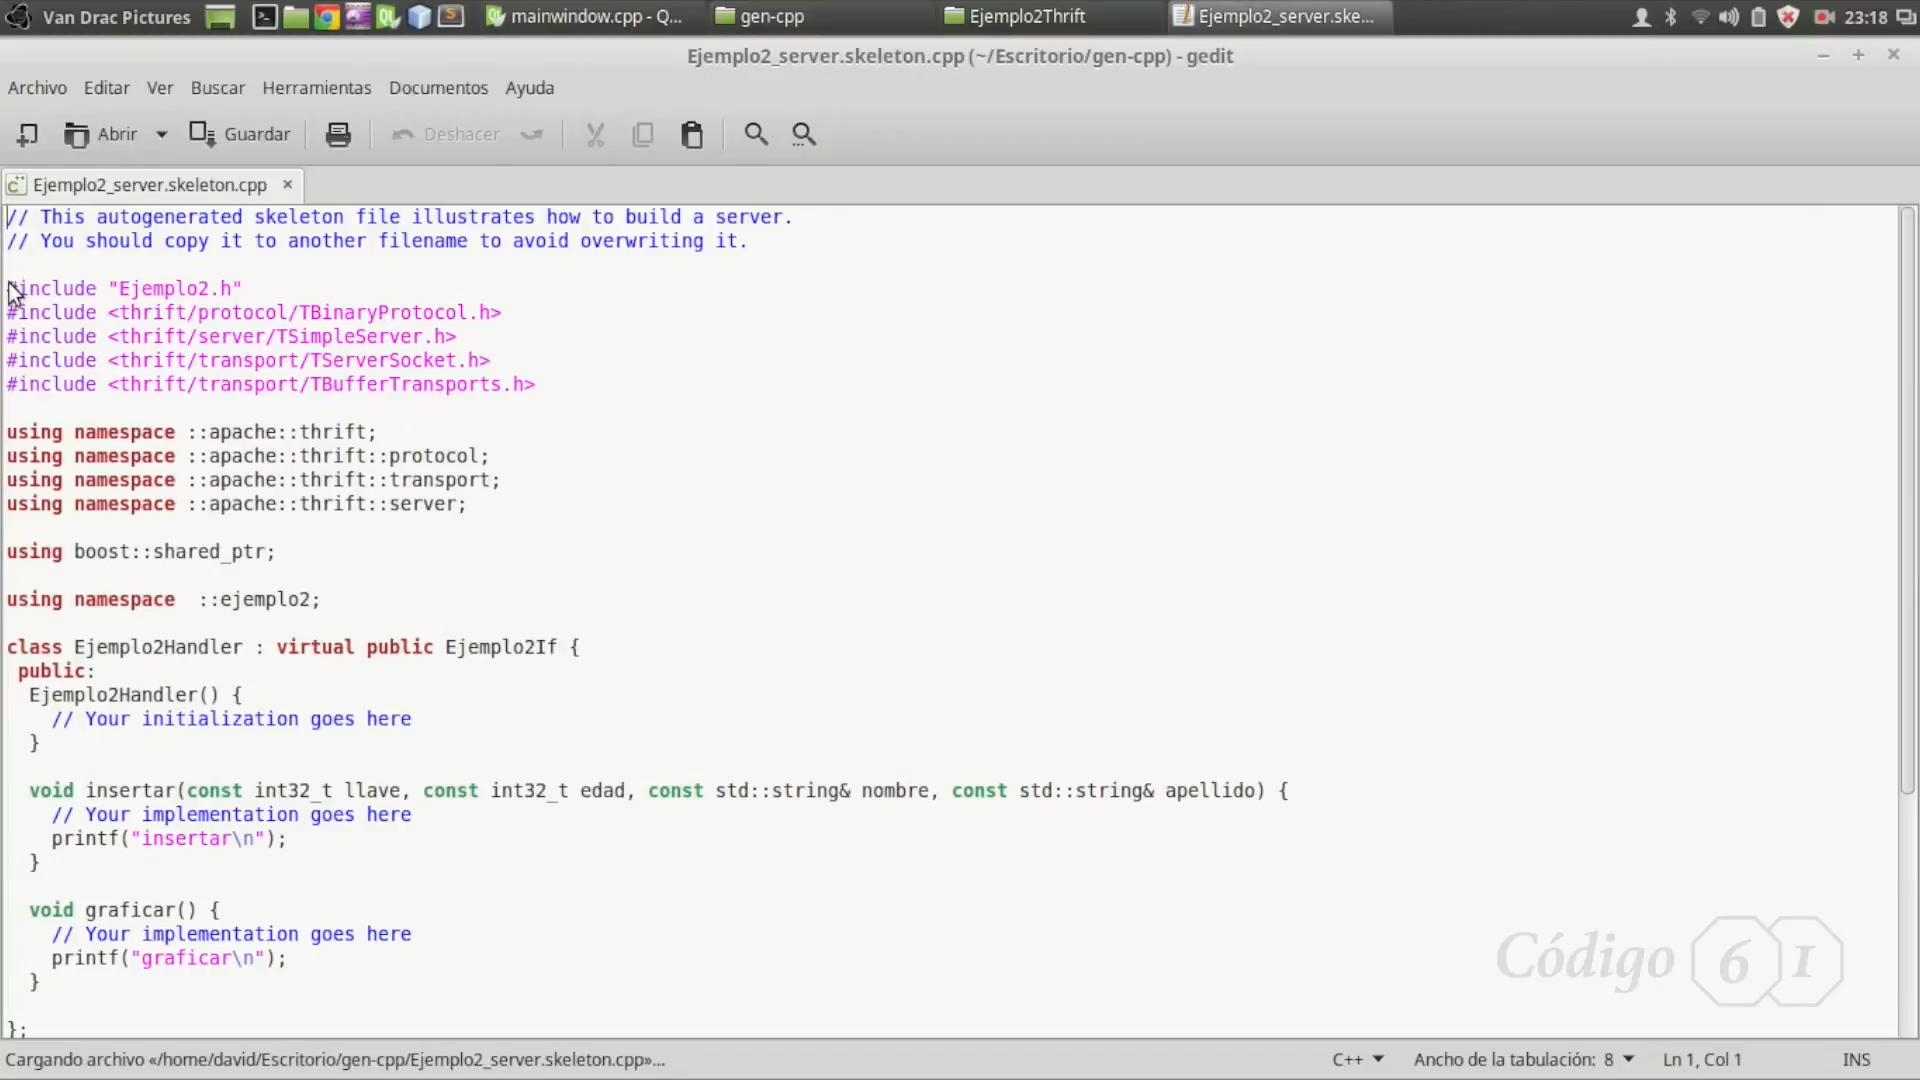 Van Drac Pictures
mainwindow.cpp - Q...
gen-cpp
Ejemplo2Thrift
Ejemplo2_server.ske...
23:18
Ejemplo2_server.skeleton.cpp (~/Escritorio/gen-cpp) - gedit
Archivo Editar Ver Buscar Herramientas Documentos Ayuda
Abrir Guardar Deshacer
Ejemplo2_server.skeleton.cpp
// This autogenerated skeleton file illustrates how to build a server.
// You should copy it to another filename to avoid overwriting it.
#include "Ejemplo2.h"
#include <thrift/protocol/TBinaryProtocol.h>
#include <thrift/server/TSimpleServer.h>
#include <thrift/transport/TServerSocket.h>
#include <thrift/transport/TBufferTransports.h>
using namespace ::apache::thrift;
using namespace ::apache::thrift::protocol;
using namespace ::apache::thrift::transport;
using namespace ::apache::thrift::server;
using boost::shared_ptr;
using namespace  ::ejemplo2;
class Ejemplo2Handler : virtual public Ejemplo2If {
 public:
  Ejemplo2Handler() {
    // Your initialization goes here
  }
  void insertar(const int32_t llave, const int32_t edad, const std::string& nombre, const std::string& apellido) {
    // Your implementation goes here
    printf("insertar\n");
  }
  void graficar() {
    // Your implementation goes here
    printf("graficar\n");
  }
};
Código 61
Cargando archivo «/home/david/Escritorio/gen-cpp/Ejemplo2_server.skeleton.cpp»...
C++ Ancho de la tabulación: 8 Ln 1, Col 1 INS